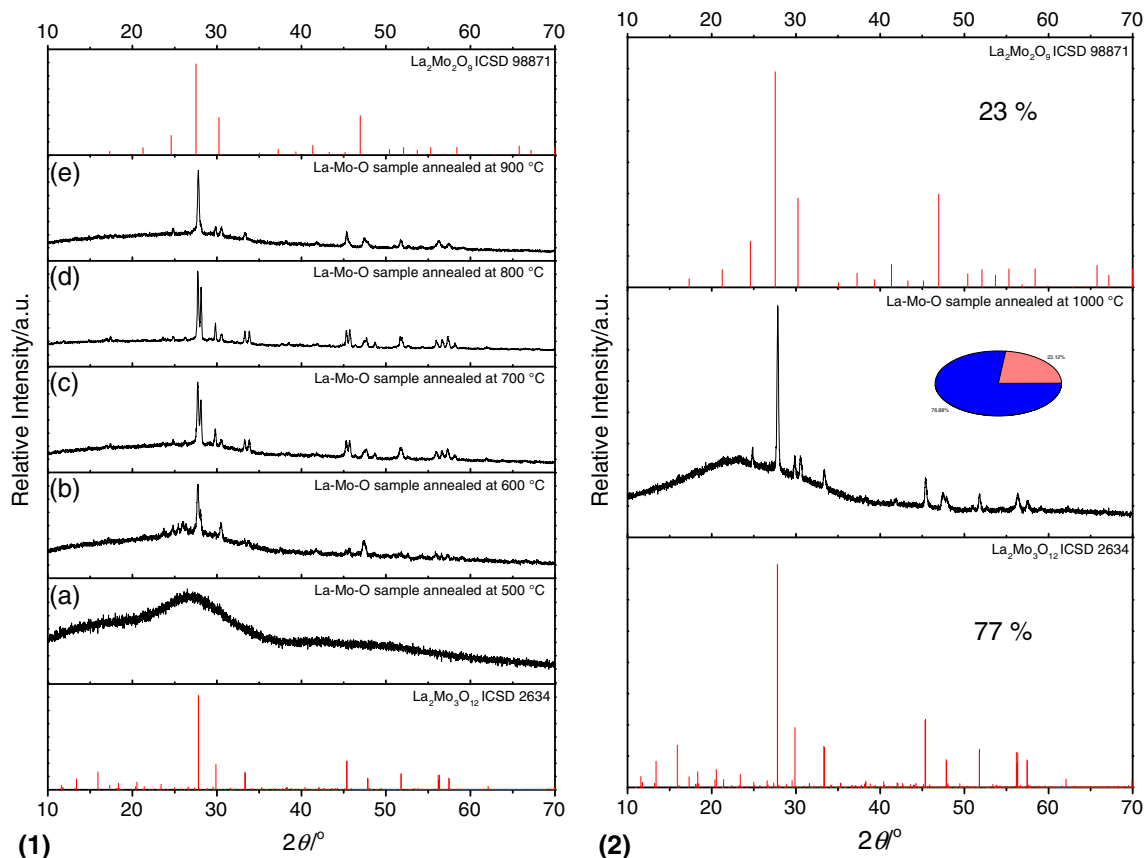 10 20 30 40 50 60 70
La₂Mo₂O₉ ICSD 98871
(e) La-Mo-O sample annealed at 900 °C
(d) La-Mo-O sample annealed at 800 °C
(c) La-Mo-O sample annealed at 700 °C
(b) La-Mo-O sample annealed at 600 °C
(a) La-Mo-O sample annealed at 500 °C
La₂Mo₃O₁₂ ICSD 2634
Relative Intensity/a.u.
10 20 30 40 50 60 70
2θ/°
(1)
10 20 30 40 50 60 70
La₂Mo₂O₉ ICSD 98871
23 %
La-Mo-O sample annealed at 1000 °C
23.12%
76.88%
La₂Mo₃O₁₂ ICSD 2634
77 %
Relative Intensity/a.u.
10 20 30 40 50 60 70
2θ/°
(2)